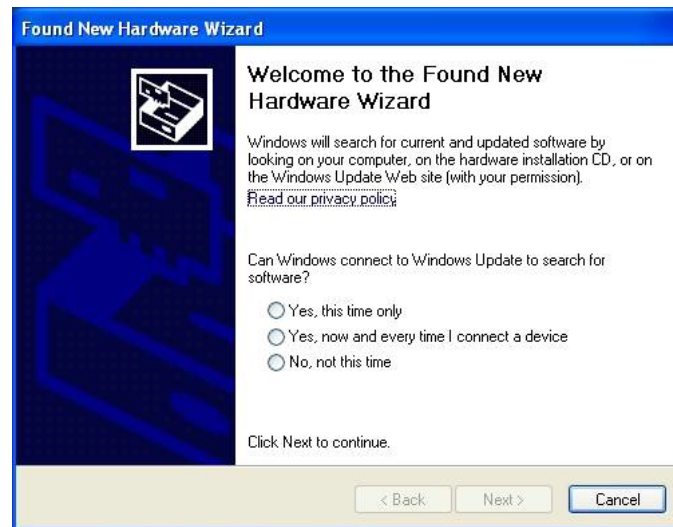 Found New Hardware Wizard
Welcome to the Found New
Hardware Wizard
Windows will search for current and updated software by
looking on your computer, on the hardware installation CD, or on
the Windows Update Web site (with your permission).
Read our privacy policy
Can Windows connect to Windows Update to search for
software?
Yes, this time only
Yes, now and every time I connect a device
No, not this time
Click Next to continue.
< Back Next > Cancel